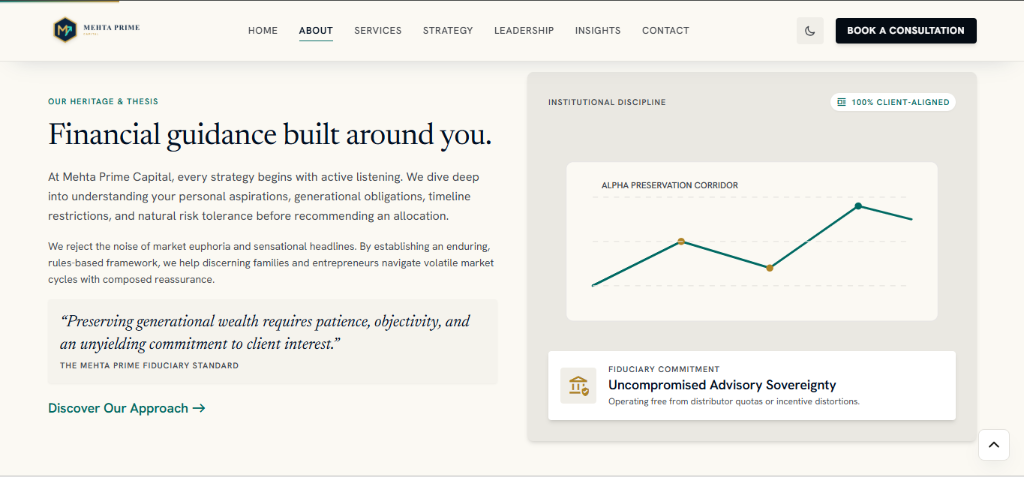 MEHTA PRIME
HOME
ABOUT
SERVICES
STRATEGY
LEADERSHIP
INSIGHTS
CONTACT
BOOK A CONSULTATION
OUR HERITAGE & THESIS
Financial guidance built around you.
At Mehta Prime Capital, every strategy begins with active listening. We dive deep
into understanding your personal aspirations, generational obligations, timeline
restrictions, and natural risk tolerance before recommending an allocation.
We reject the noise of market euphoria and sensational headlines. By establishing an enduring,
rules-based framework, we help discerning families and entrepreneurs navigate volatile market
cycles with composed reassurance.
“Preserving generational wealth requires patience, objectivity, and
an unyielding commitment to client interest.”
THE MEHTA PRIME FIDUCIARY STANDARD
Discover Our Approach →
INSTITUTIONAL DISCIPLINE
100% CLIENT-ALIGNED
ALPHA PRESERVATION CORRIDOR
FIDUCIARY COMMITMENT
Uncompromised Advisory Sovereignty
Operating free from distributor quotas or incentive distortions.